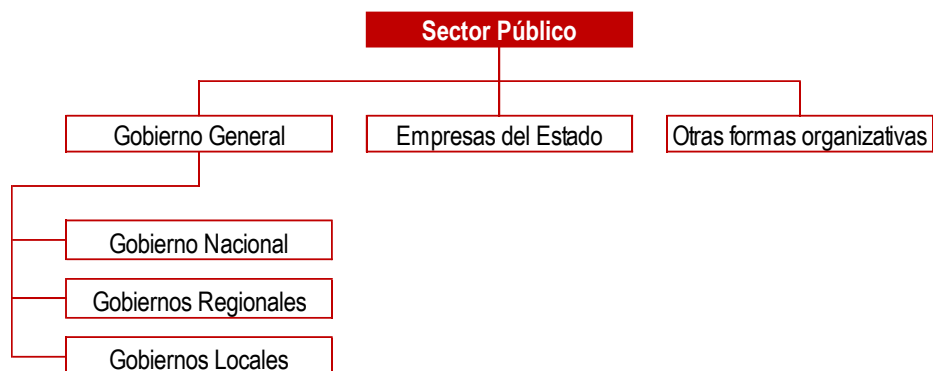 Sector Público
Gobierno General
Empresas del Estado
Otras formas organizativas
Gobierno Nacional
Gobiernos Regionales
Gobiernos Locales